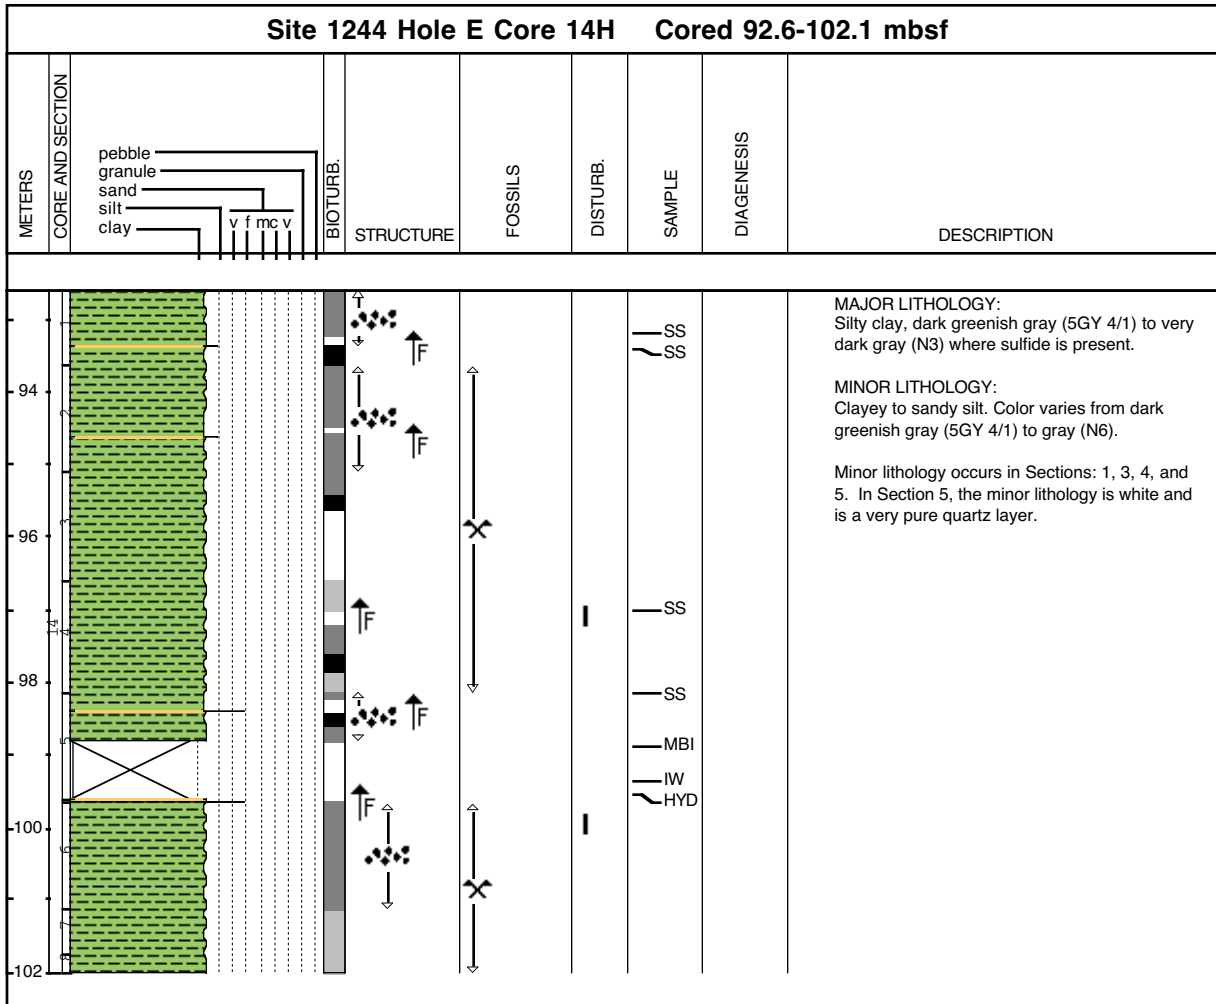 Site 1244 Hole E Core 14H Cored 92.6-102.1 mbsf
METERS
CORE AND SECTION
pebble
granule
sand
silt
clay
v f m c v
BIOTURB.
STRUCTURE
FOSSILS
DISTURB.
SAMPLE
DIAGENESIS
DESCRIPTION
MAJOR LITHOLOGY:
Silty clay, dark greenish gray (5GY 4/1) to very
dark gray (N3) where sulfide is present.
MINOR LITHOLOGY:
Clayey to sandy silt. Color varies from dark
greenish gray (5GY 4/1) to gray (N6).
Minor lithology occurs in Sections: 1, 3, 4, and
5. In Section 5, the minor lithology is white and
is a very pure quartz layer.
94
96
98
100
102
14
1
2
3
4
5
6
7
8
F
F
F
F
F
SS
SS
SS
SS
MBI
IW
HYD